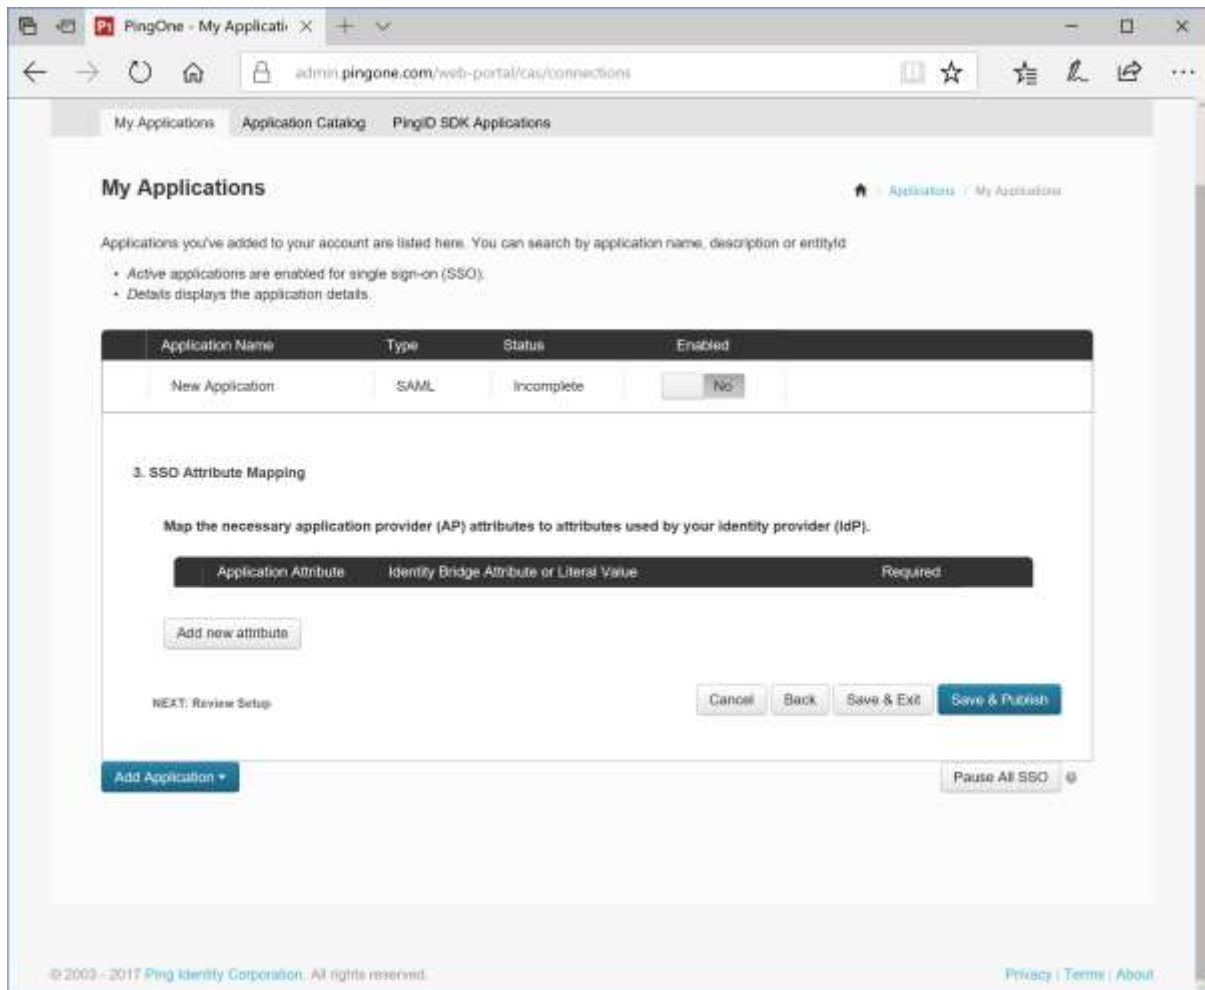 PingOne - My Applicati
admin.pingone.com/web-portal/cas/connections
My Applications Application Catalog PingID SDK Applications
My Applications
Applications / My Applications
Applications you've added to your account are listed here. You can search by application name, description or entityId
• Active applications are enabled for single sign-on (SSO).
• Details displays the application details.
Application Name Type Status Enabled
New Application SAML Incomplete No
3. SSO Attribute Mapping
Map the necessary application provider (AP) attributes to attributes used by your identity provider (IdP).
Application Attribute Identity Bridge Attribute or Literal Value Required
Add new attribute
NEXT: Review Setup Cancel Back Save & Exit Save & Publish
Add Application Pause All SSO
© 2003 - 2017 Ping Identity Corporation. All rights reserved. Privacy | Terms | About